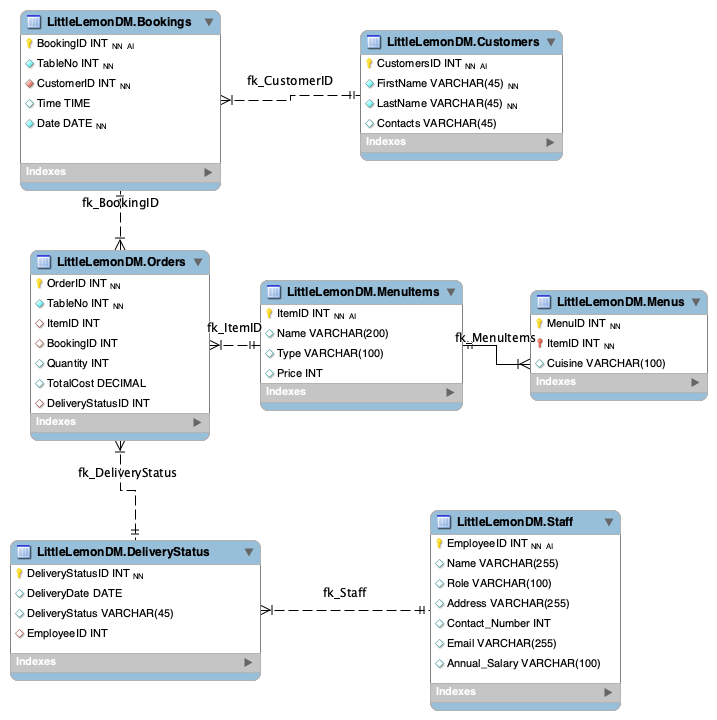 LittleLemonDM.Bookings
BookingID INT NN AI
TableNo INT NN
CustomerID INT NN
Time TIME
Date DATE NN
Indexes
fk_CustomerID
LittleLemonDM.Customers
CustomersID INT NN AI
FirstName VARCHAR(45) NN
LastName VARCHAR(45) NN
Contacts VARCHAR(45)
Indexes
fk_BookingID
LittleLemonDM.Orders
OrderID INT NN
TableNo INT NN
ItemID INT
BookingID INT
Quantity INT
TotalCost DECIMAL
DeliveryStatusID INT
Indexes
fk_ItemID
LittleLemonDM.MenuItems
ItemID INT NN AI
Name VARCHAR(200)
Type VARCHAR(100)
Price INT
Indexes
fk_MenuItems
LittleLemonDM.Menus
MenuID INT NN
ItemID INT NN
Cuisine VARCHAR(100)
Indexes
fk_DeliveryStatus
LittleLemonDM.DeliveryStatus
DeliveryStatusID INT NN
DeliveryDate DATE
DeliveryStatus VARCHAR(45)
EmployeeID INT
Indexes
fk_Staff
LittleLemonDM.Staff
EmployeeID INT NN AI
Name VARCHAR(255)
Role VARCHAR(100)
Address VARCHAR(255)
Contact_Number INT
Email VARCHAR(255)
Annual_Salary VARCHAR(100)
Indexes